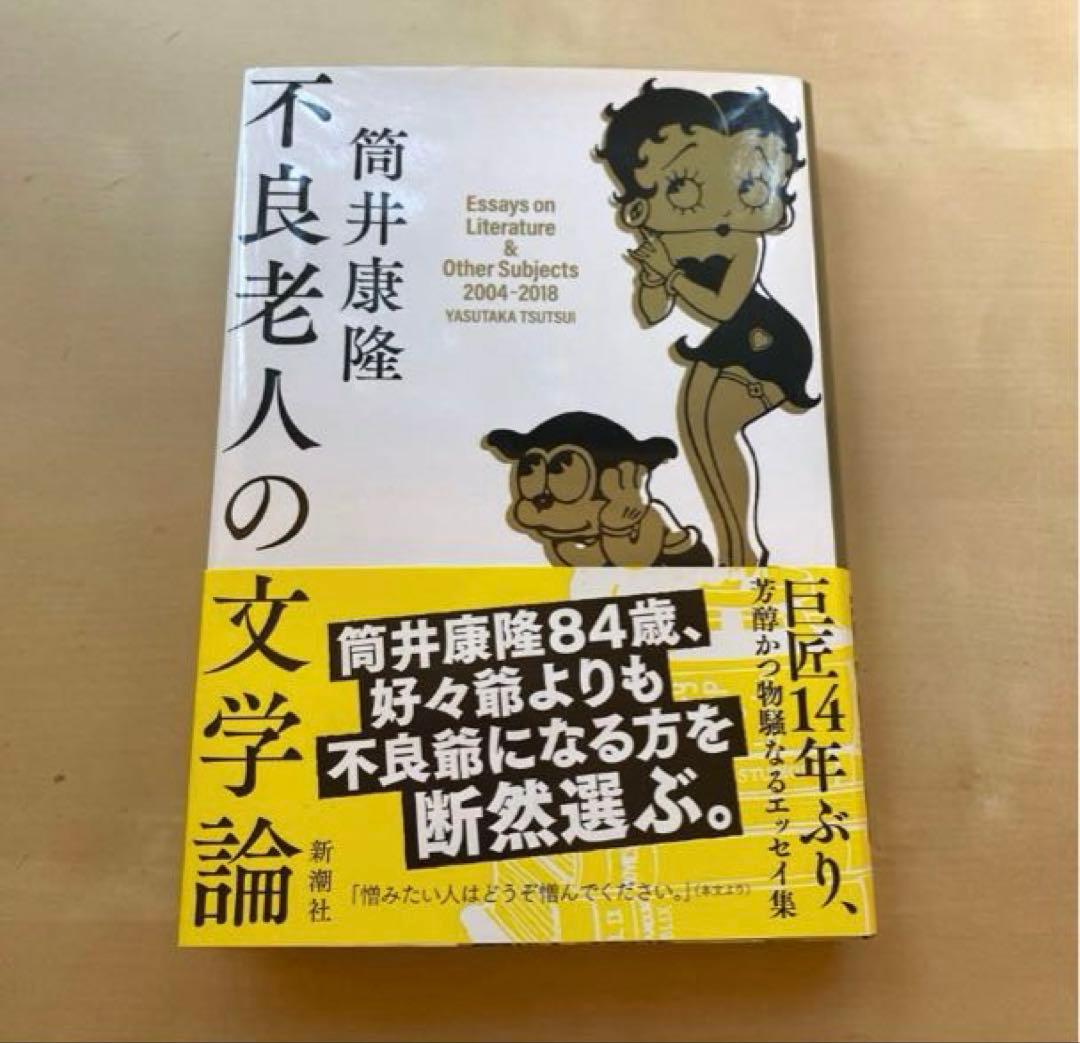 不良老人の文学論
筒井康隆
Essays on
Literature
&
Other Subjects
2004-2018
YASUTAKA TSUTSUI
巨匠14年ぶり、
芳醇かつ物騒なるエッセイ集
筒井康隆84歳、
好々爺よりも
不良爺になる方を
断然選ぶ。
「憎みたい人はどうぞ憎んでください。」(本文より)
新潮社